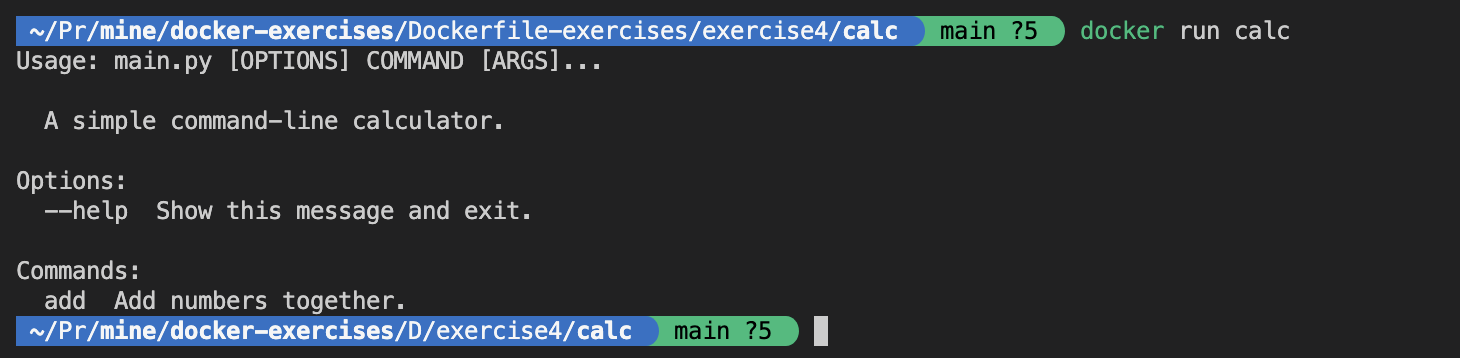 ~/Pr/mine/docker-exercises/Dockerfile-exercises/exercise4/calc main ?5 docker run calc
Usage: main.py [OPTIONS] COMMAND [ARGS]...
A simple command-line calculator.
Options:
--help Show this message and exit.
Commands:
add Add numbers together.
~/Pr/mine/docker-exercises/D/exercise4/calc main ?5